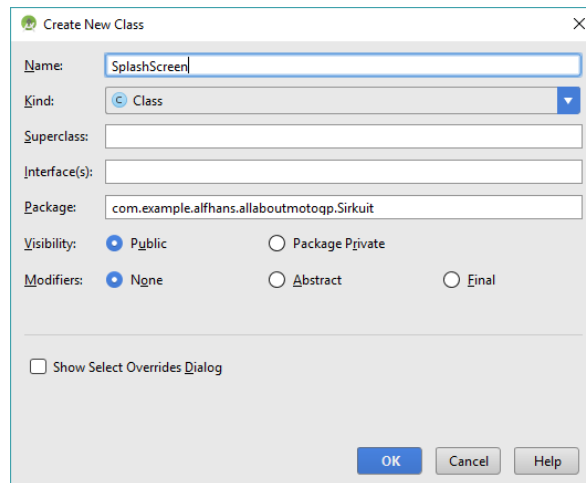 Create New Class
Name: SplashScreen
Kind: C Class
Superclass:
Interface(s):
Package: com.example.alfhans.allaboutmotogp.Sirkuit
Visibility: Public Package Private
Modifiers: None Abstract Final
Show Select Overrides Dialog
OK Cancel Help